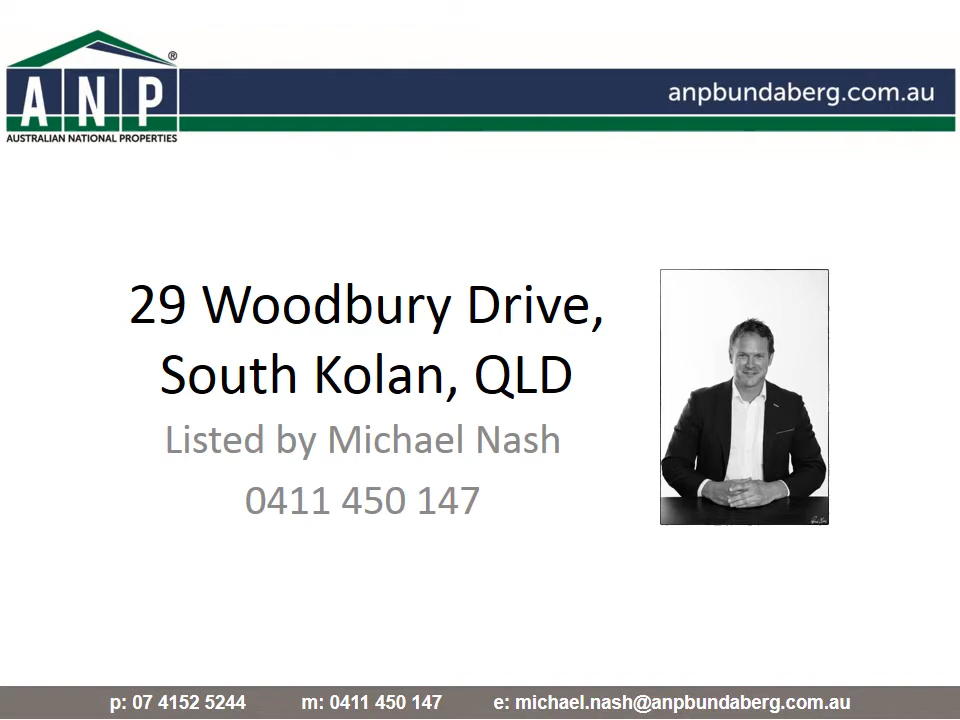 ANP®
AUSTRALIAN NATIONAL PROPERTIES
anpbundaberg.com.au
29 Woodbury Drive,
South Kolan, QLD
Listed by Michael Nash
0411 450 147
p: 07 4152 5244 m: 0411 450 147 e: michael.nash@anpbundaberg.com.au